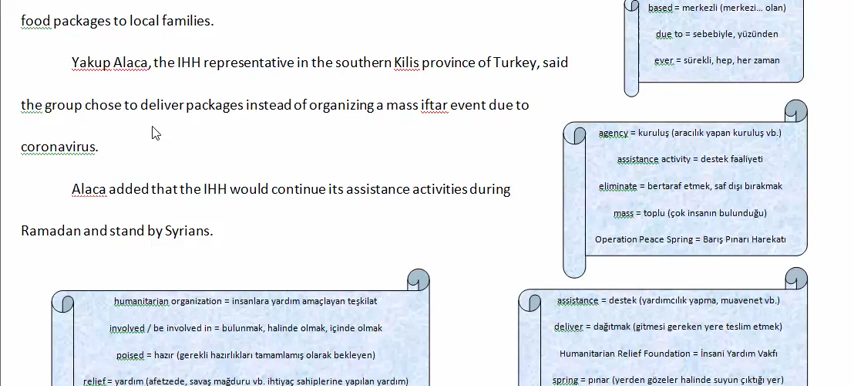 food packages to local families.
Yakup Alaca, the IHH representative in the southern Kilis province of Turkey, said
the group chose to deliver packages instead of organizing a mass iftar event due to
coronavirus.
Alaca added that the IHH would continue its assistance activities during
Ramadan and stand by Syrians.
based = merkezli (merkezi... olan)
due to = sebebiyle, yüzünden
ever = sürekli, hep, her zaman
agency = kuruluş (aracılık yapan kuruluş vb.)
assistance activity = destek faaliyeti
eliminate = bertaraf etmek, saf dışı bırakmak
mass = toplu (çok insanın bulunduğu)
Operation Peace Spring = Barış Pınarı Harekatı
humanitarian organization = insanlara yardım amaçlayan teşkilat
involved / be involved in = bulunmak, halinde olmak, içinde olmak
poised = hazır (gerekli hazırlıkları tamamlamış olarak bekleyen)
relief = yardım (afetzede, savaş mağduru vb. ihtiyaç sahiplerine yapılan yardım)
assistance = destek (yardımcılık yapma, muavenet vb.)
deliver = dağıtmak (gitmesi gereken yere teslim etmek)
Humanitarian Relief Foundation = İnsani Yardım Vakfı
spring = pınar (yerden gözeler halinde suyun çıktığı yer)